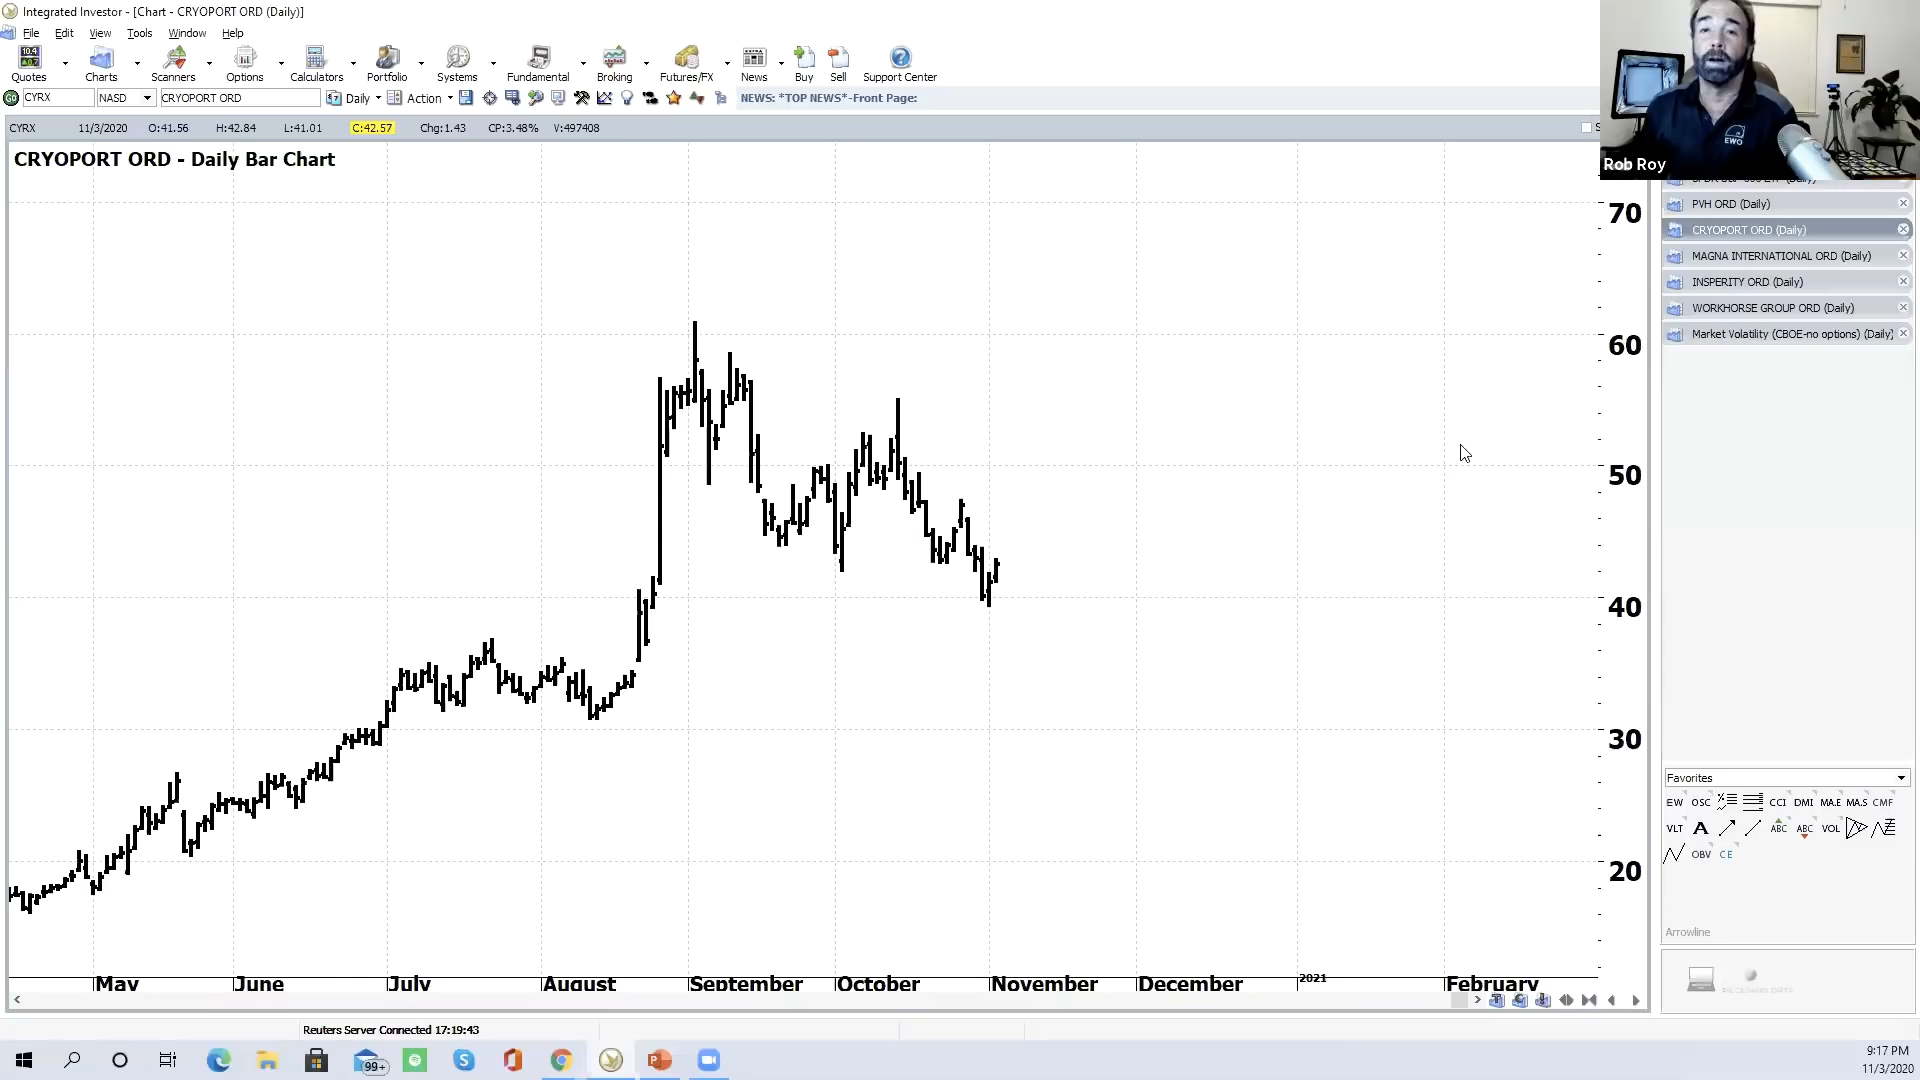 Integrated Investor - [Chart - CRYOPORT ORD (Daily)]
File Edit View Tools Window Help
Quotes Charts Scanners Options Calculators Portfolio Systems Fundamental Broking Futures/FX News Buy Sell Support Center
CYRX NASD CRYOPORT ORD Daily Action NEWS: *TOP NEWS*-Front Page:
CYRX 11/3/2020 O:41.56 H:42.84 L:41.01 C:42.57 Chg:1.43 CP:3.48% V:497408
CRYOPORT ORD - Daily Bar Chart
EWO
Rob Roy
PVH ORD (Daily)
CRYOPORT ORD (Daily)
MAGNA INTERNATIONAL ORD (Daily)
INSPERITY ORD (Daily)
WORKHORSE GROUP ORD (Daily)
Market Volatility (CBOE-no options) (Daily)
70
60
50
40
30
20
May June July August September October November December 2021 February
Favorites
EW OSC CCI DMI MA.E MA.S CMF
VLT A ABC ABC VOL
OBV CE
Arrowline
Reuters Server Connected 17:19:43
99+
9:17 PM
11/3/2020